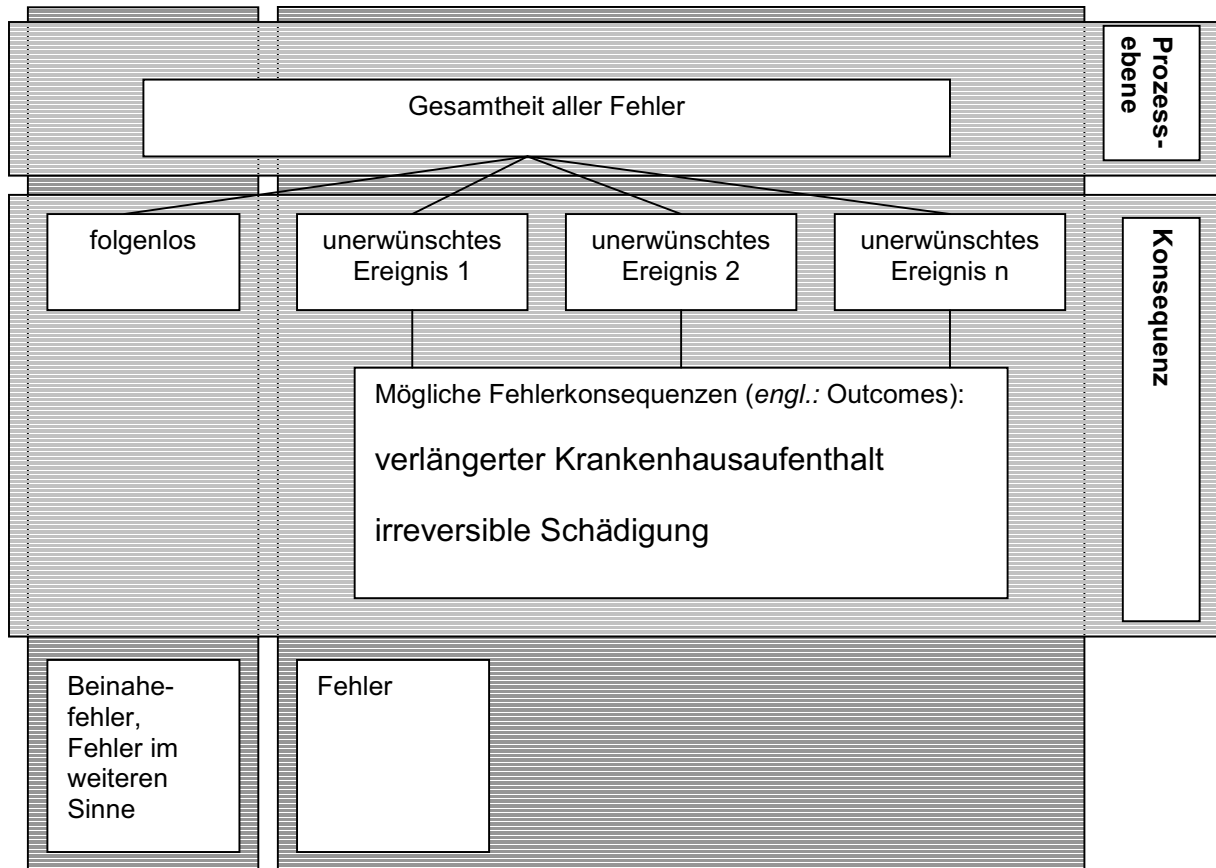 Prozess-
ebene
Gesamtheit aller Fehler
folgenlos
unerwünschtes
Ereignis 1
unerwünschtes
Ereignis 2
unerwünschtes
Ereignis n
Konsequenz
Mögliche Fehlerkonsequenzen (engl.: Outcomes):
verlängerter Krankenhausaufenthalt
irreversible Schädigung
Beinahe-
fehler,
Fehler im
weiteren
Sinne
Fehler